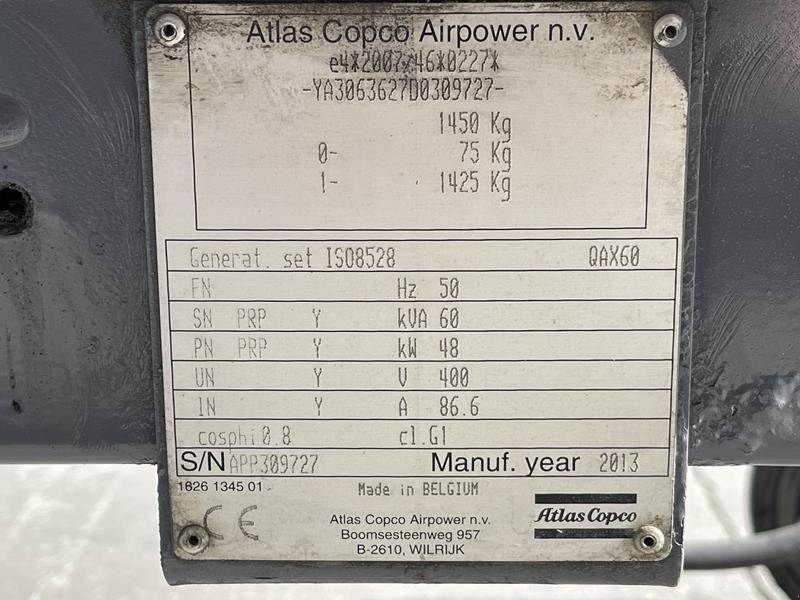 Atlas Copco Airpower n.v.
e4*2007/46*0227*
-YA3063627D0309727-
1450 Kg
0- 75 Kg
1- 1425 Kg
Generat. set ISO8528 QAX60
FN Hz 50
SN PRP Y kVA 60
PN PRP Y kW 48
UN Y V 400
IN Y A 86.6
cosphi 0.8 cl.G1
S/N APP309727 Manuf. year 2013
1626 1345 01 Made in BELGIUM
CE
Atlas Copco Airpower n.v.
Boomsesteenweg 957
B-2610, WILRIJK
Atlas Copco